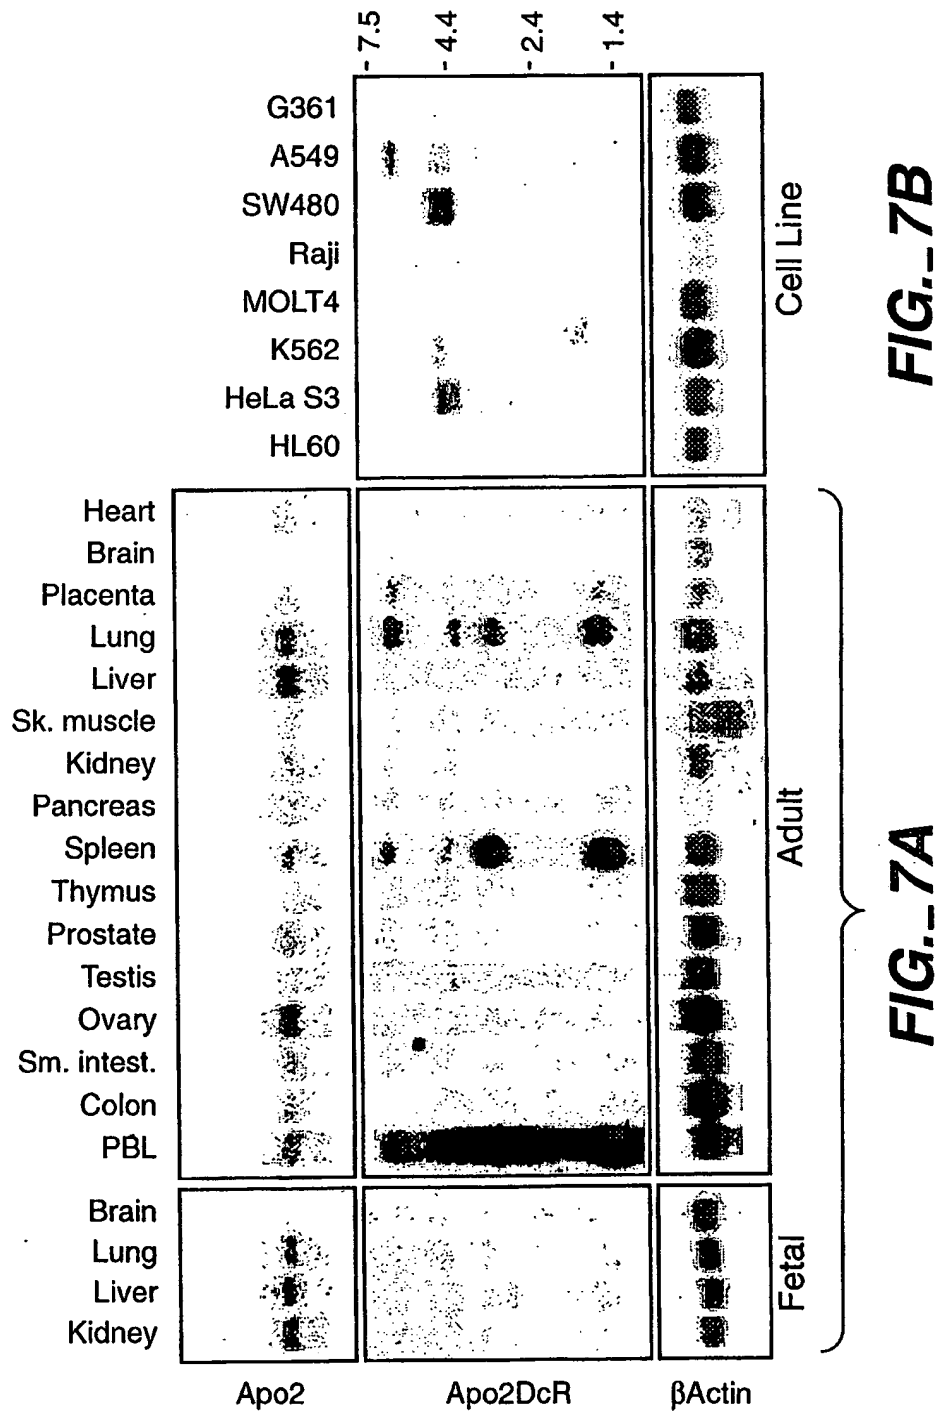 - 7.5
- 4.4
- 2.4
- 1.4
G361
A549
SW480
Raji
MOLT4
K562
HeLa S3
HL60
Cell Line
FIG._7B
Heart
Brain
Placenta
Lung
Liver
Sk. muscle
Kidney
Pancreas
Spleen
Thymus
Prostate
Testis
Ovary
Sm. intest.
Colon
PBL
Adult
Brain
Lung
Liver
Kidney
Fetal
FIG._7A
Apo2
Apo2DcR
βActin